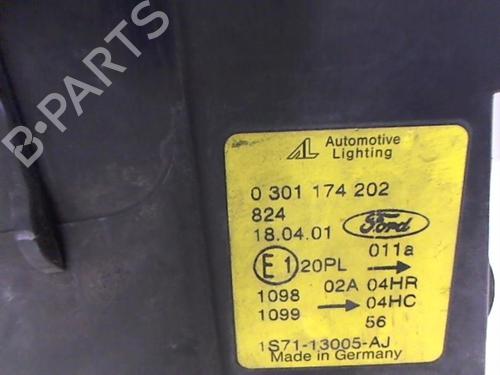 B-PARTS
Automotive
Lighting
0 301 174 202
824
18.04.01
Ford
011a
E1 20PL →
02A 04HR
1098 → 04HC
1099
56
1S71-13005-AJ
Made in Germany